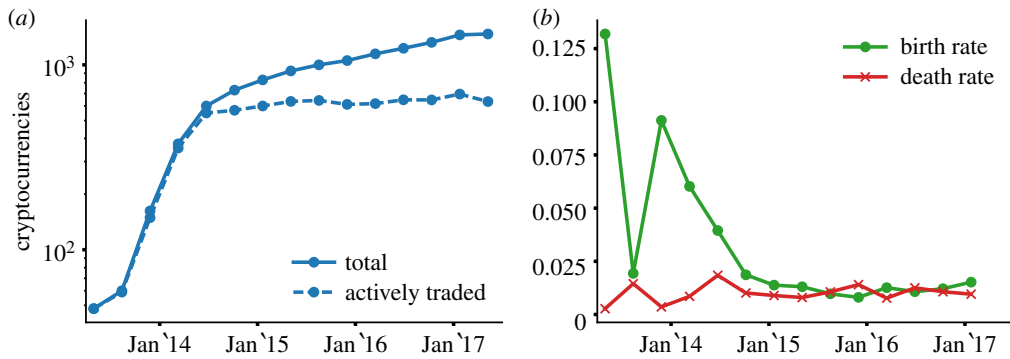 (a)
cryptocurrencies
10³
10²
total
actively traded
Jan `14
Jan `15
Jan `16
Jan `17
(b)
birth rate
death rate
0.125
0.100
0.075
0.050
0.025
0
Jan `14
Jan `15
Jan `16
Jan `17